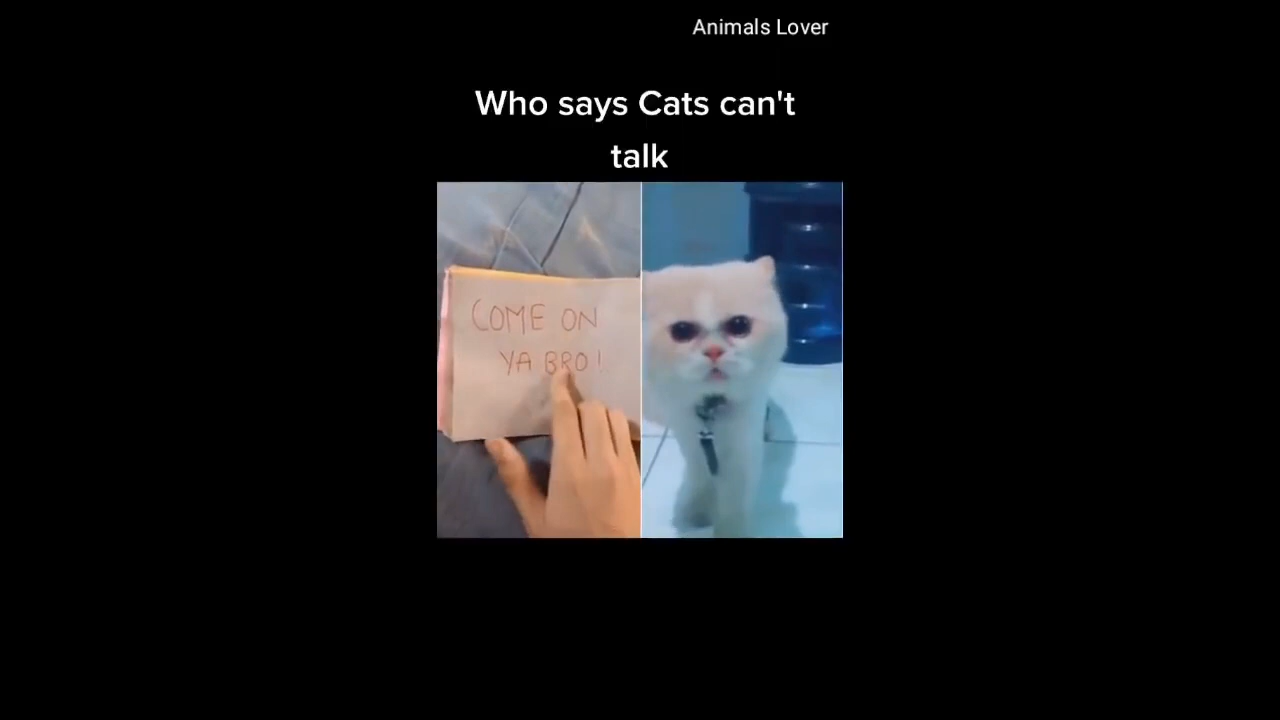 Animals Lover
Who says Cats can't
talk
COME ON
YA BRO!